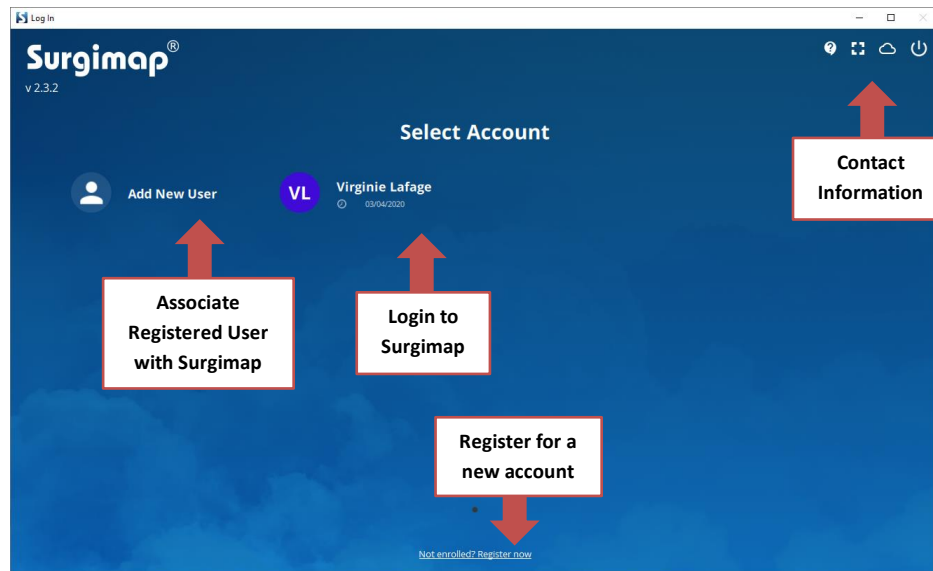 Log In
Surgimap®
v 2.3.2
Select Account
Contact
Information
Add New User
VL
Virginie Lafage
03/04/2020
Associate
Registered User
with Surgimap
Login to
Surgimap
Register for a
new account
Not enrolled? Register now